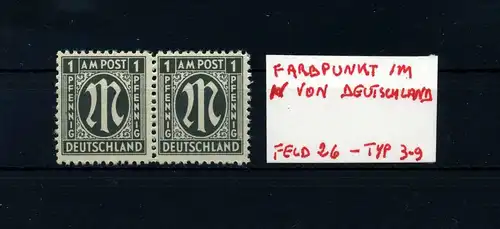 1 AM POST 1 1 AM POST 1
PFENNIG M PFENNIG PFENNIG M PFENNIG
DEUTSCHLAND DEUTSCHLAND
FARBPUNKT IM
N VON DEUTSCHLAND
FELD 26 – TYP 3.9